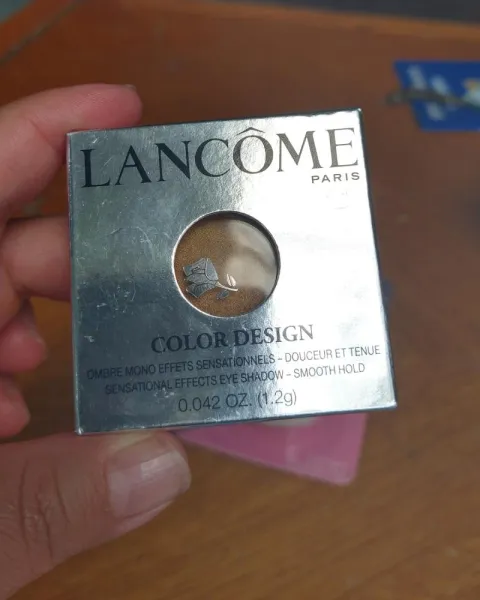 LANCÔME
PARIS
COLOR DESIGN
OMBRE MONO EFFETS SENSATIONNELS – DOUCEUR ET TENUE
SENSATIONAL EFFECTS EYE SHADOW – SMOOTH HOLD
0.042 OZ. (1.2g)